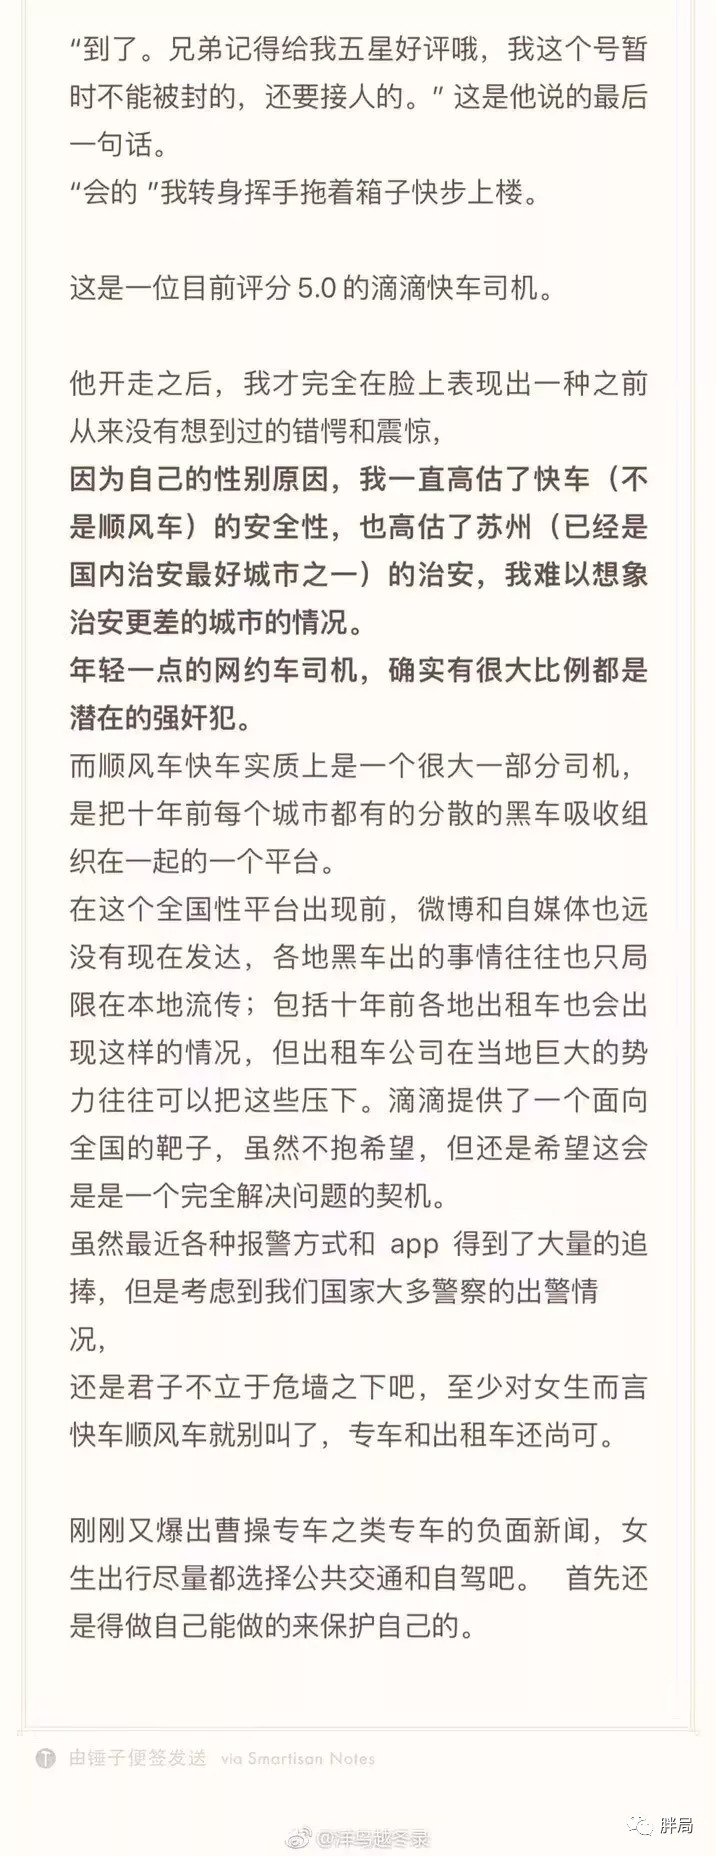 “到了。兄弟记得给我五星好评哦，我这个号暂
时不能被封的，还要接人的。” 这是他说的最后
一句话。
“会的 ”我转身挥手拖着箱子快步上楼。
这是一位目前评分 5.0 的滴滴快车司机。
他开走之后，我才完全在脸上表现出一种之前
从来没有想到过的错愕和震惊，
因为自己的性别原因，我一直高估了快车（不
是顺风车）的安全性，也高估了苏州（已经是
国内治安最好城市之一）的治安，我难以想象
治安更差的城市的情况。
年轻一点的网约车司机，确实有很大比例都是
潜在的强奸犯。
而顺风车快车实质上是一个很大一部分司机，
是把十年前每个城市都有的分散的黑车吸收组
织在一起的一个平台。
在这个全国性平台出现前，微博和自媒体也远
没有现在发达，各地黑车出的事情往往也只局
限在本地流传；包括十年前各地出租车也会出
现这样的情况，但出租车公司在当地巨大的势
力往往可以把这些压下。滴滴提供了一个面向
全国的靶子，虽然不抱希望，但还是希望这会
是是一个完全解决问题的契机。
虽然最近各种报警方式和 app 得到了大量的追
捧，但是考虑到我们国家大多警察的出警情
况，
还是君子不立于危墙之下吧，至少对女生而言
快车顺风车就别叫了，专车和出租车还尚可。
刚刚又爆出曹操专车之类专车的负面新闻，女
生出行尽量都选择公共交通和自驾吧。 首先还
是得做自己能做的来保护自己的。
由锤子便签发送 via Smartisan Notes
胖局
@洋鸟越冬录